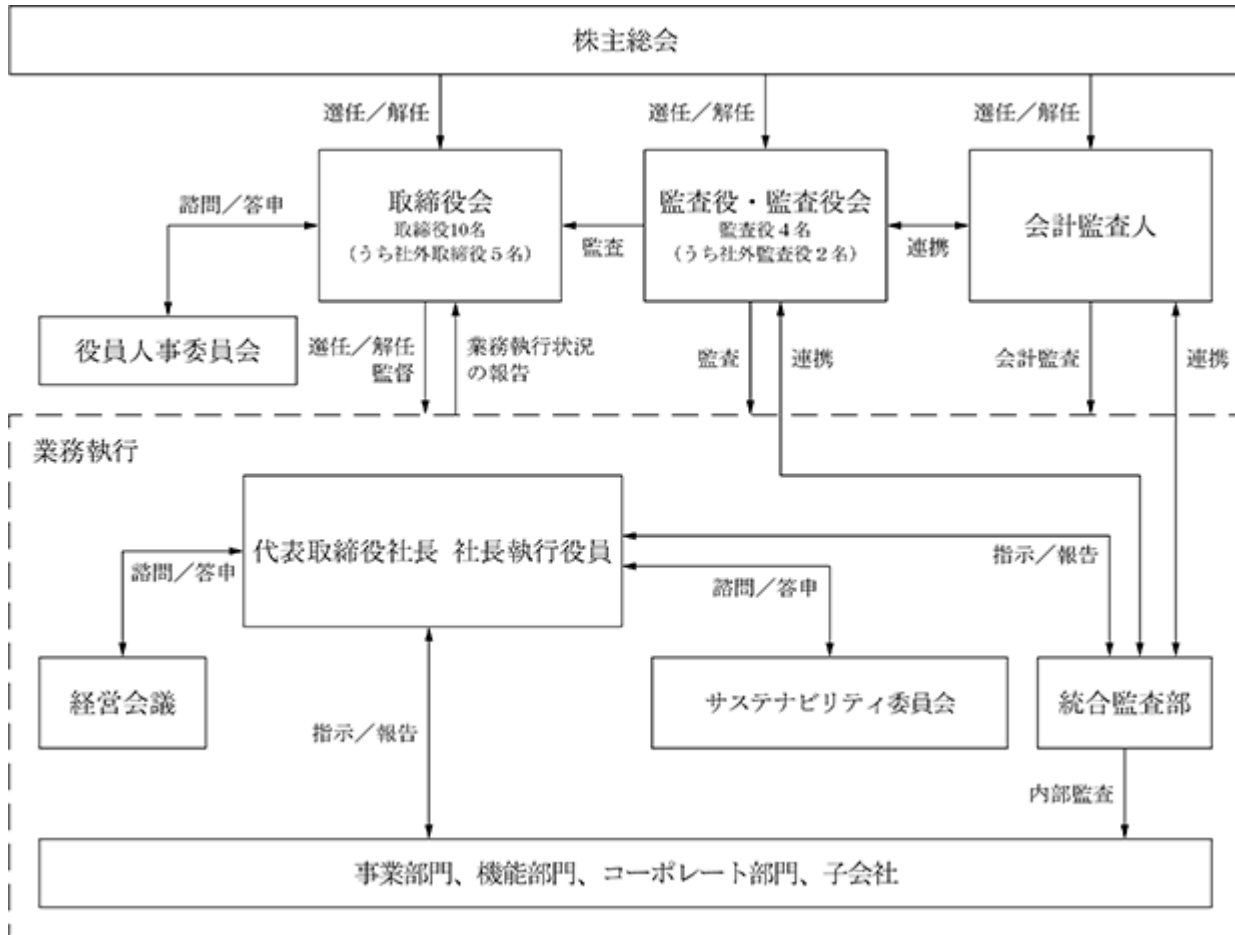 株主総会
選任／解任
選任／解任
選任／解任
取締役会
取締役10名
（うち社外取締役５名）
監査役・監査役会
監査役４名
（うち社外監査役２名）
会計監査人
諮問／答申
監査
連携
役員人事委員会
選任／解任
監督
業務執行状況
の報告
監査
連携
会計監査
連携
業務執行
代表取締役社長 社長執行役員
諮問／答申
指示／報告
諮問／答申
経営会議
サステナビリティ委員会
統合監査部
指示／報告
内部監査
事業部門、機能部門、コーポレート部門、子会社